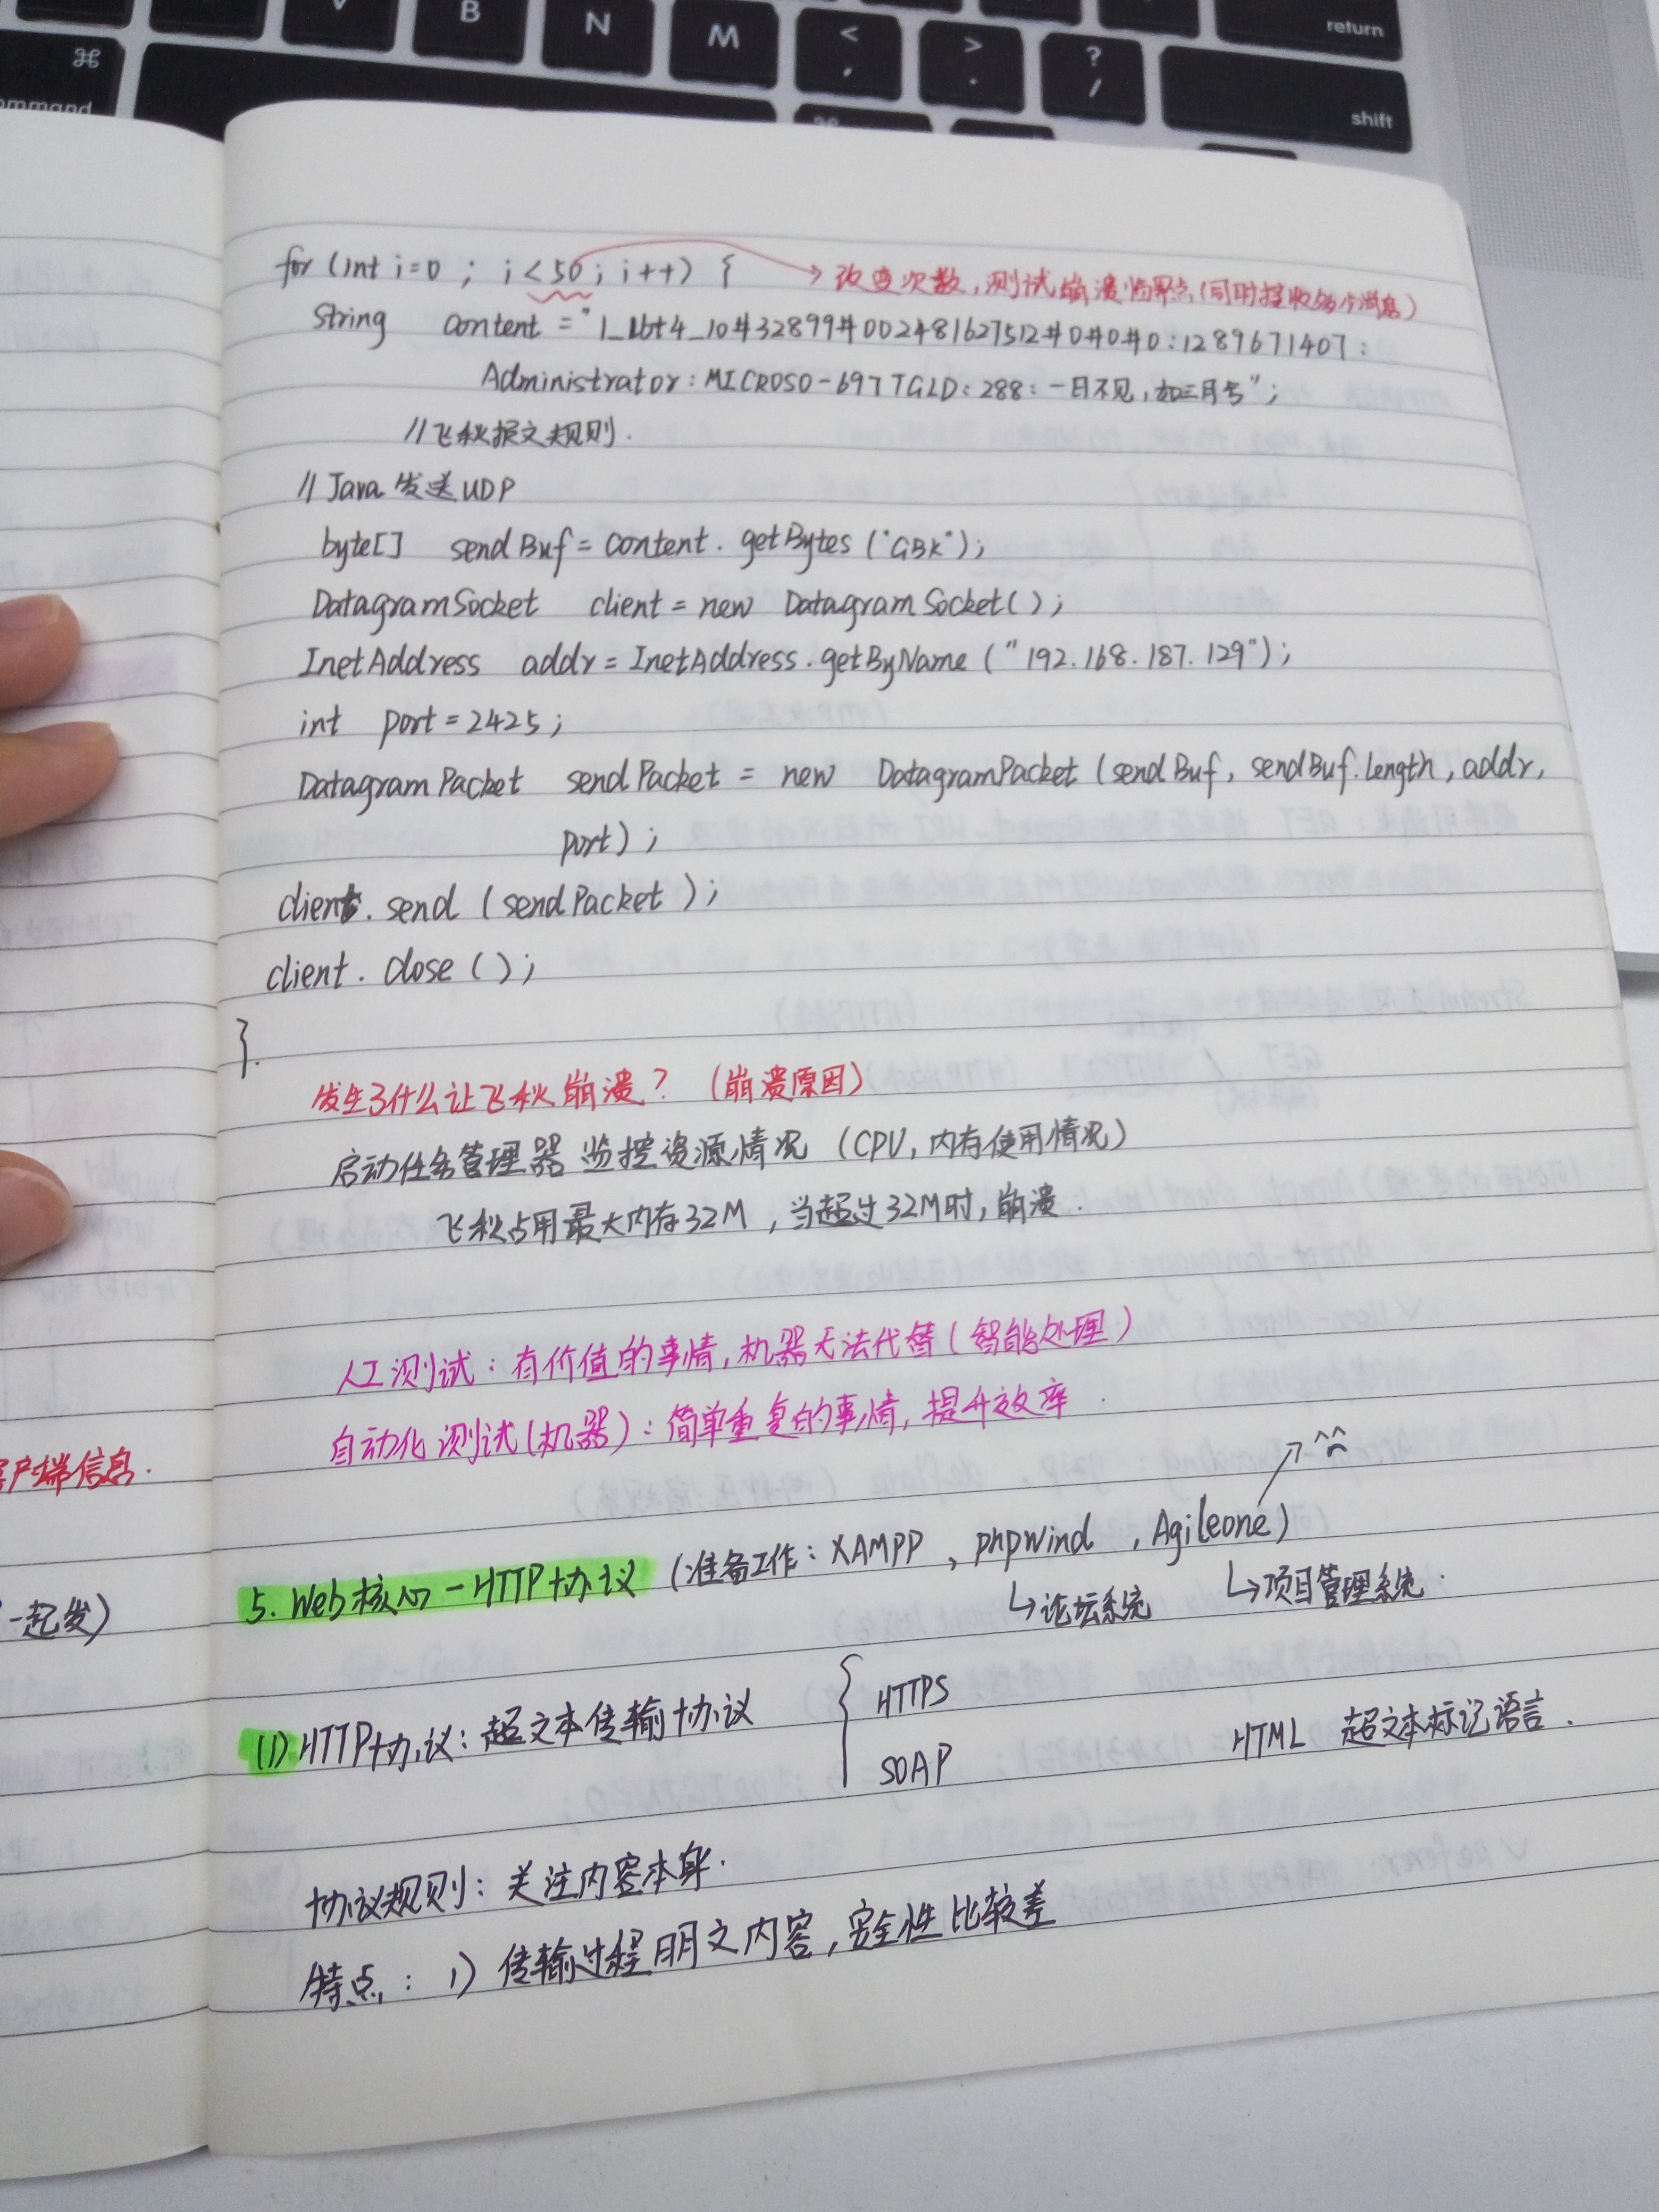 B N M < , > . ? / return
⌘ command shift
for (int i=0 ; i<50; i++) { → 改变次数,测试崩溃临界点(同时接收多少消息)
String content = "1_lbt4_10#32899#002481627512#0#0#0:1289671407:
Administrator:MICROSO-697TGLD:288:一日不见,如三月兮";
//飞秋报文规则.
// Java 发送UDP
byte[] sendBuf = content.getBytes("GBK");
DatagramSocket client = new DatagramSocket();
InetAddress addr = InetAddress.getByName("192.168.187.129");
int port = 2425;
DatagramPacket sendPacket = new DatagramPacket(sendBuf, sendBuf.length, addr,
port);
client.send(sendPacket);
client.close();
}.
发生了什么让飞秋崩溃?(崩溃原因)
启动任务管理器 监控资源情况(CPU,内存使用情况)
飞秋占用最大内存32M,当超过32M时,崩溃.
人工测试:有价值的事情,机器无法代替(智能处理)
自动化测试(机器):简单重复的事情,提升效率.
客户端信息.
5. Web核心-HTTP协议(准备工作:XAMPP、phpwind,Agileone)
一起发) ↳论坛系统 ↳项目管理系统.
(1) HTTP协议:超文本传输协议 { HTTPS
SOAP HTML 超文本标记语言.
协议规则:关注内容本身.
特点:1) 传输过程明文内容,安全性比较差